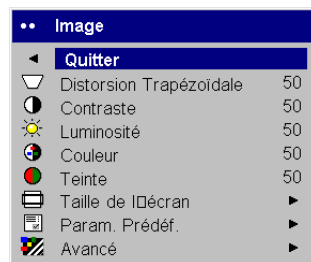 Image
Quitter
Distorsion Trapézoïdale 50
Contraste 50
Luminosité 50
Couleur 50
Teinte 50
Taille de l□écran
Param. Prédéf.
Avancé